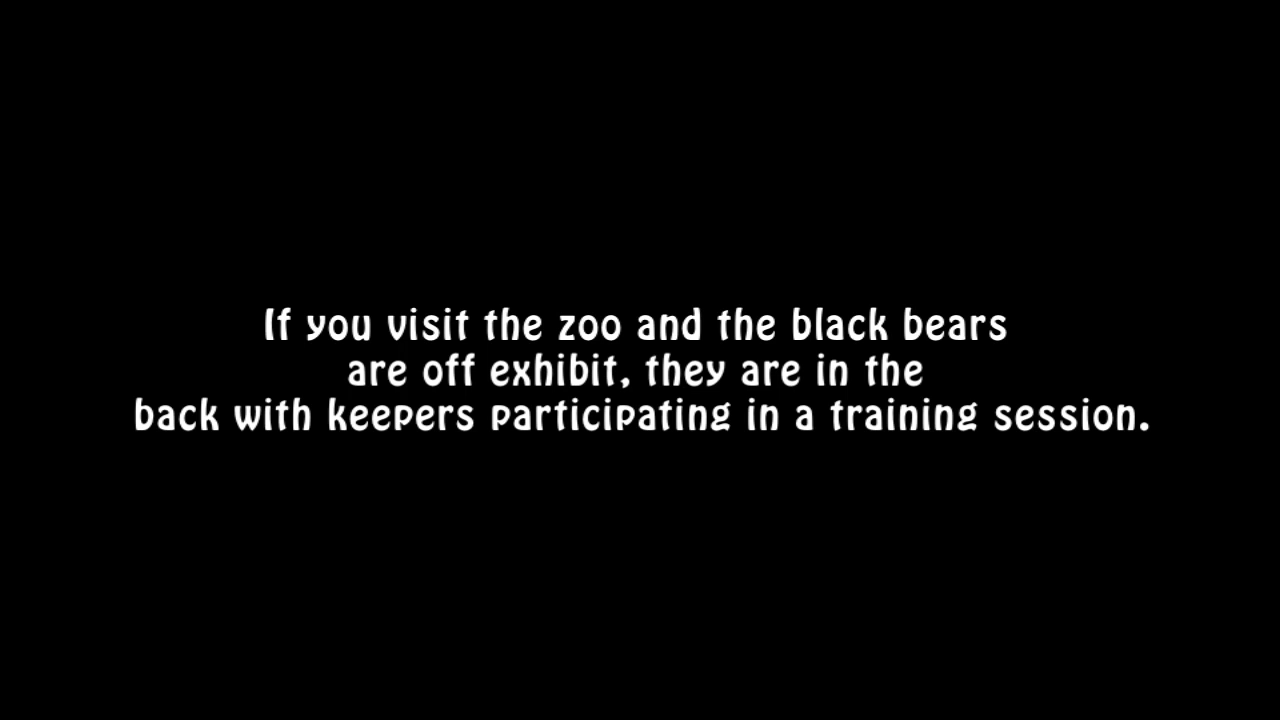 If you visit the zoo and the black bears
are off exhibit, they are in the
back with keepers participating in a training session.